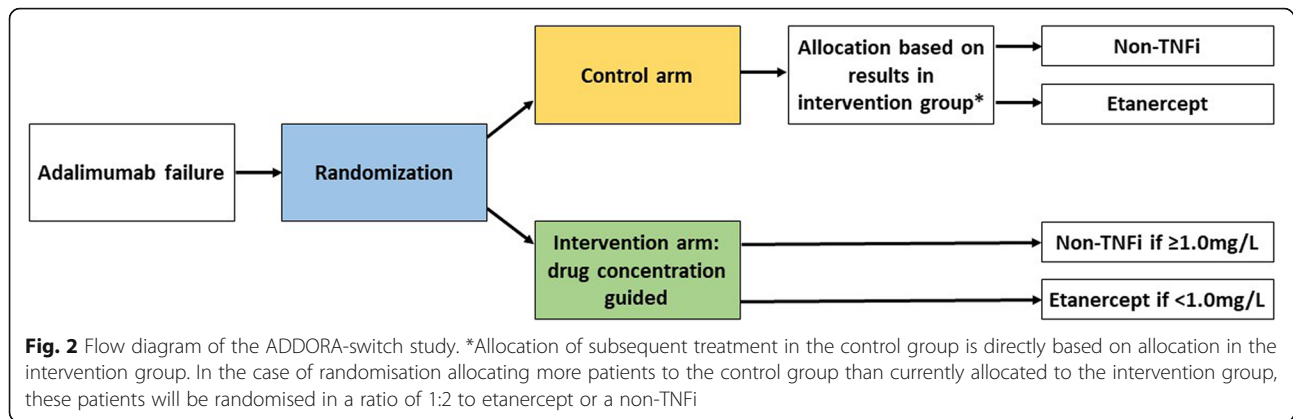 Adalimumab failure
Randomization
Control arm
Allocation based on
results in
intervention group*
Non-TNFi
Etanercept
Intervention arm:
drug concentration
guided
Non-TNFi if ≥1.0mg/L
Etanercept if <1.0mg/L
Fig. 2 Flow diagram of the ADDORA-switch study. *Allocation of subsequent treatment in the control group is directly based on allocation in the
intervention group. In the case of randomisation allocating more patients to the control group than currently allocated to the intervention group,
these patients will be randomised in a ratio of 1:2 to etanercept or a non-TNFi